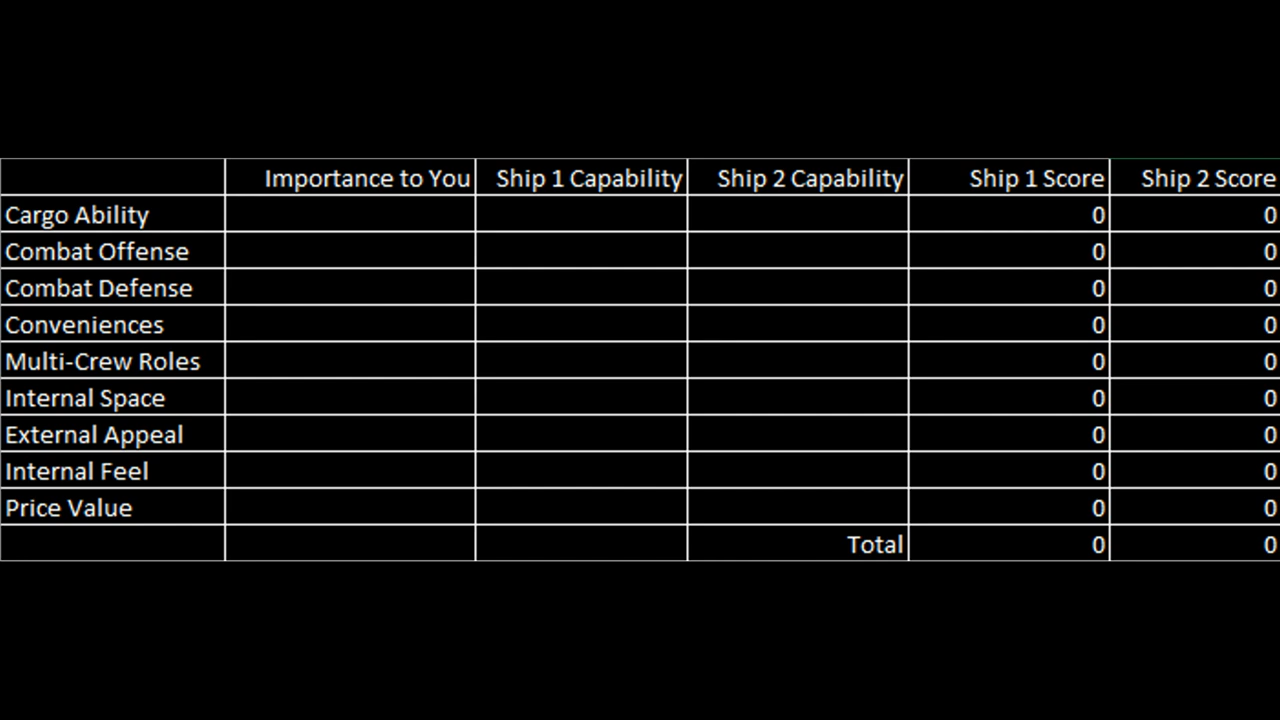 Importance to You Ship 1 Capability Ship 2 Capability Ship 1 Score Ship 2 Score
Cargo Ability 0 0
Combat Offense 0 0
Combat Defense 0 0
Conveniences 0 0
Multi-Crew Roles 0 0
Internal Space 0 0
External Appeal 0 0
Internal Feel 0 0
Price Value 0 0
Total 0 0